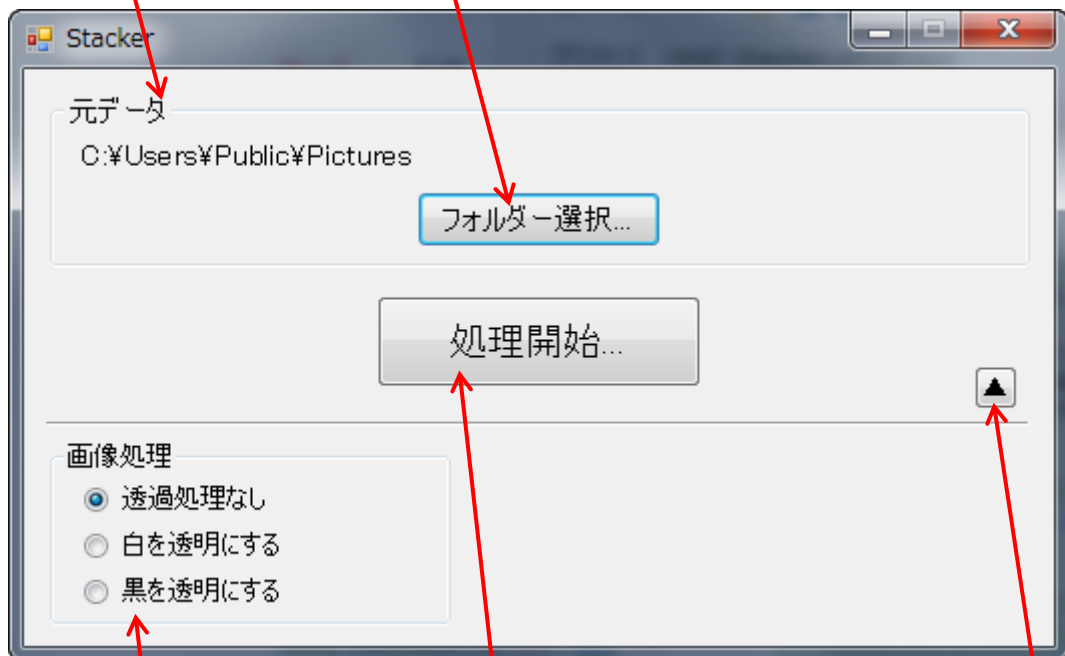 Stacker
元データ
C:¥Users¥Public¥Pictures
フォルダー選択...
処理開始...
▲
画像処理
透過処理なし
白を透明にする
黒を透明にする